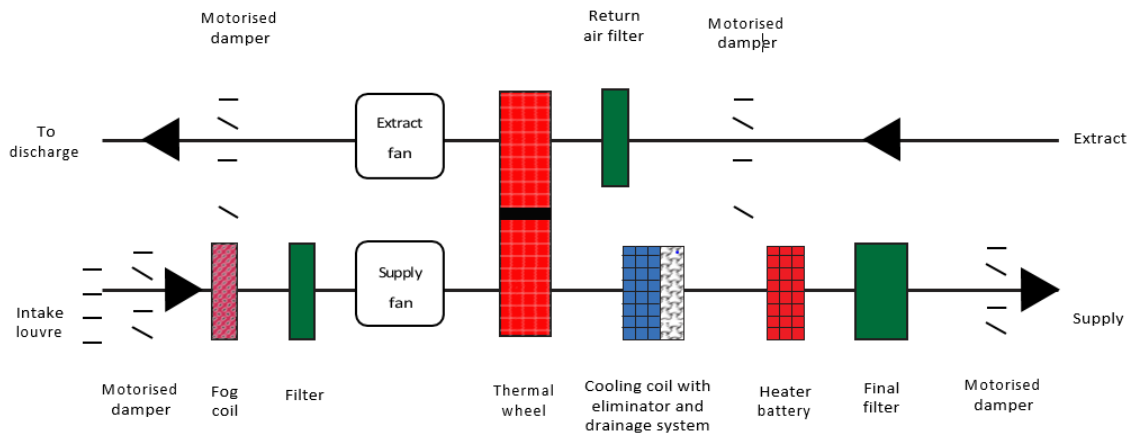 Motorised
damper
Return
air filter
Motorised
damper
To
discharge
Extract
fan
Extract
Intake
louvre
Supply
fan
Supply
Motorised
damper
Fog
coil
Filter
Thermal
wheel
Cooling coil with
eliminator and
drainage system
Heater
battery
Final
filter
Motorised
damper